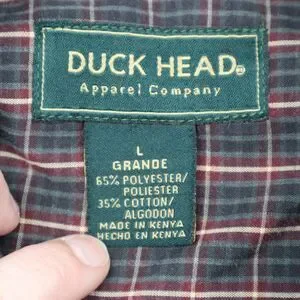 DUCK HEAD®
Apparel Company
L
GRANDE
65% POLYESTER/
POLIESTER
35% COTTON/
ALGODON
MADE IN KENYA
HECHO EN KENYA